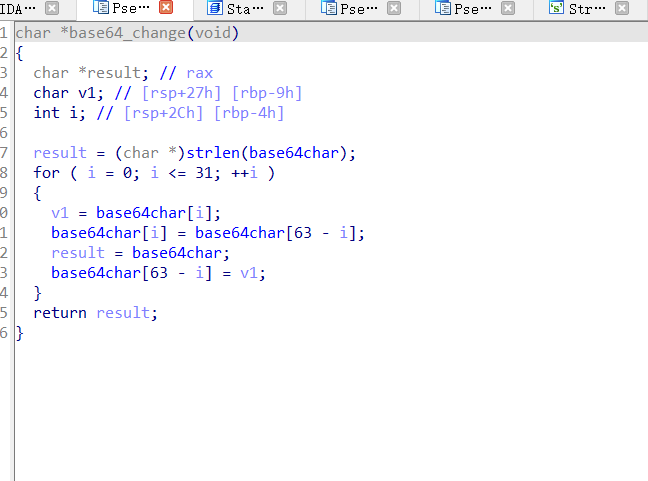 IDA… Pse… Sta… Pse… Pse… Str…
1 char *base64_change(void)
2 {
3   char *result; // rax
4   char v1; // [rsp+27h] [rbp-9h]
5   int i; // [rsp+2Ch] [rbp-4h]
6
7   result = (char *)strlen(base64char);
8   for ( i = 0; i <= 31; ++i )
9   {
0     v1 = base64char[i];
1     base64char[i] = base64char[63 - i];
2     result = base64char;
3     base64char[63 - i] = v1;
4   }
5   return result;
6 }